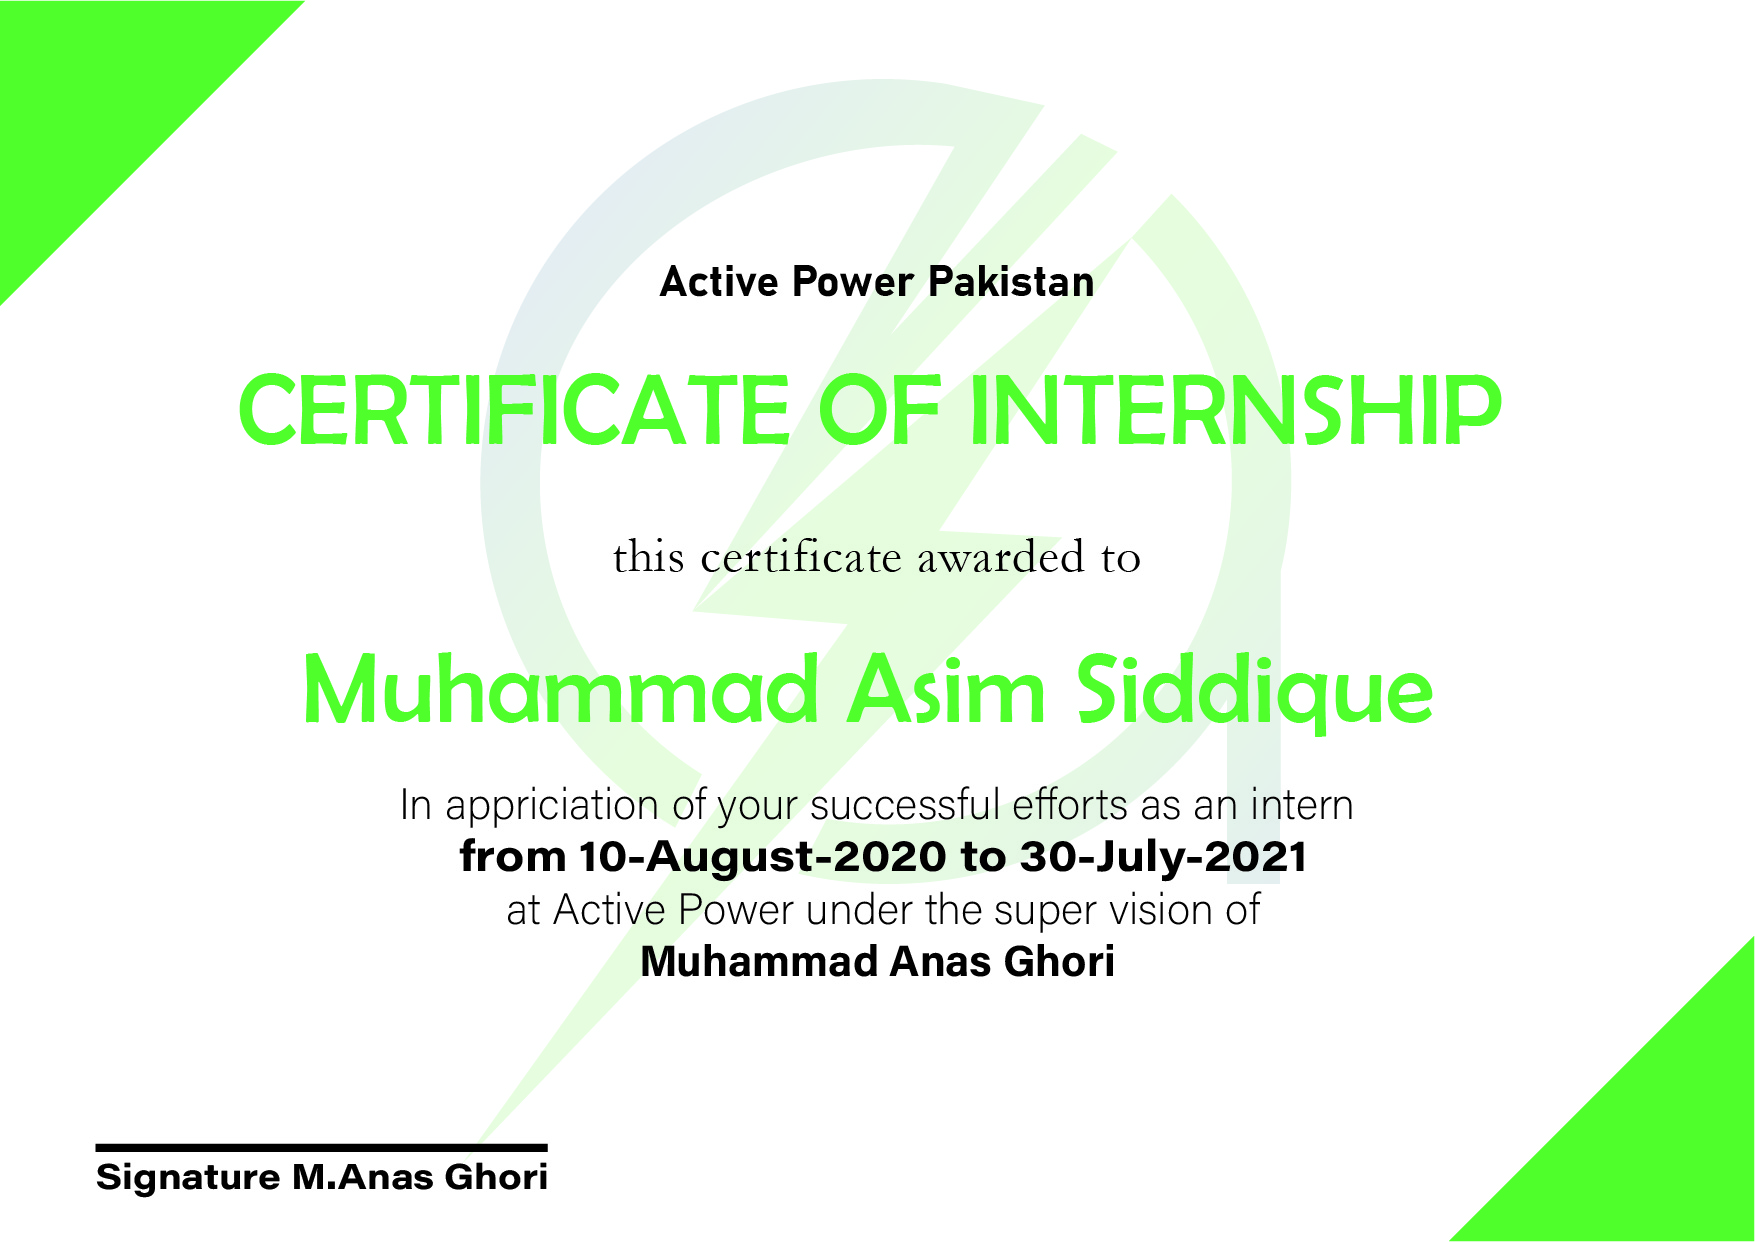 Active Power Pakistan
CERTIFICATE OF INTERNSHIP
this certificate awarded to
Muhammad Asim Siddique
In appriciation of your successful efforts as an intern
from 10-August-2020 to 30-July-2021
at Active Power under the super vision of
Muhammad Anas Ghori
Signature M.Anas Ghori